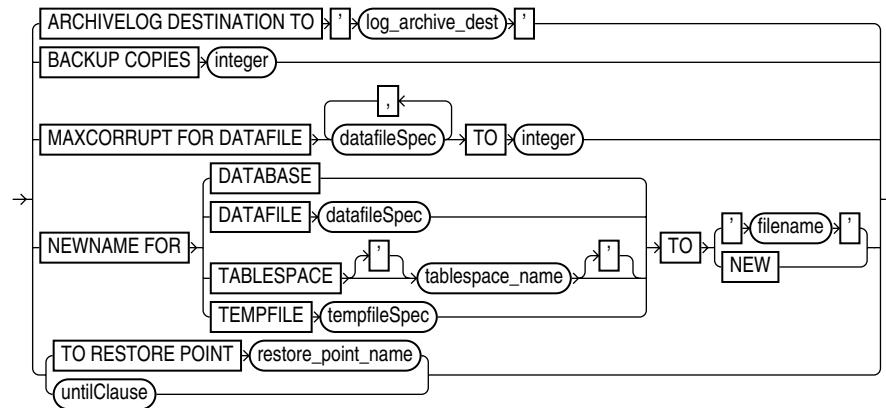 ARCHIVELOG DESTINATION TO ' log_archive_dest '
BACKUP COPIES integer
,
MAXCORRUPT FOR DATAFILE datafileSpec TO integer
DATABASE
DATAFILE datafileSpec
NEWNAME FOR TO ' filename '
NEW
TABLESPACE ' tablespace_name '
TEMPFILE tempfileSpec
TO RESTORE POINT restore_point_name
untilClause